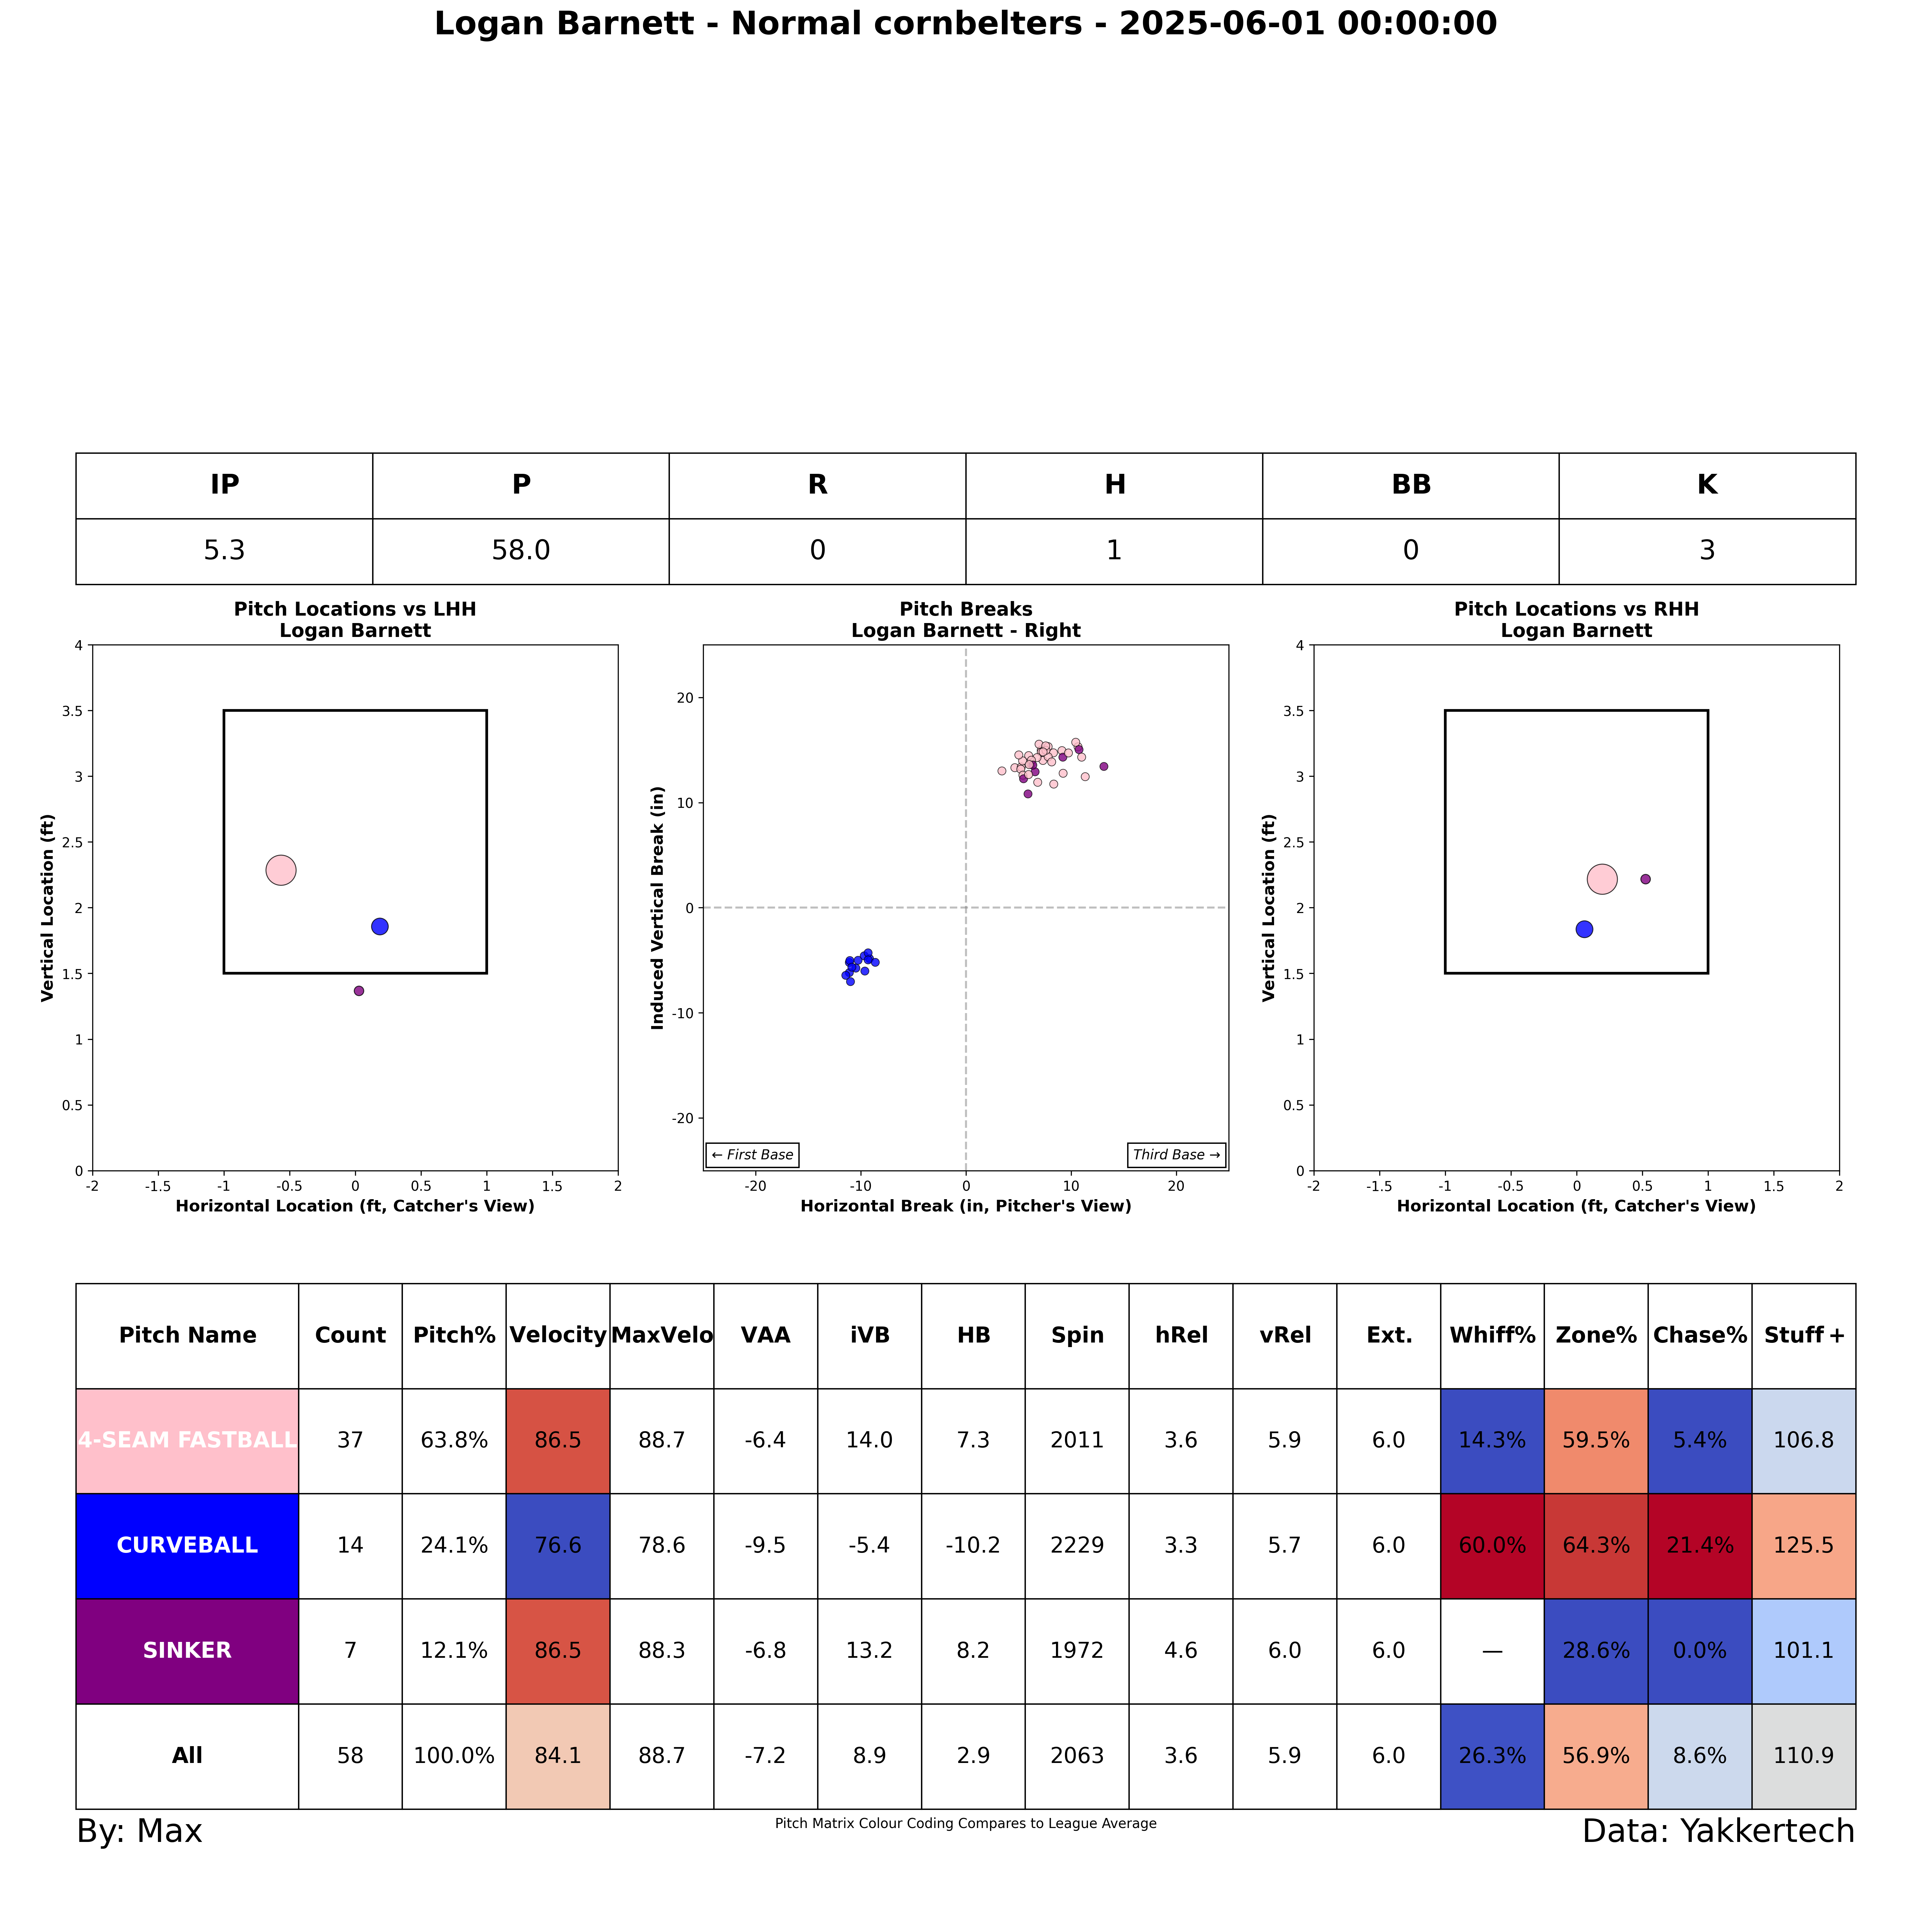 Logan Barnett - Normal cornbelters - 2025-06-01 00:00:00
IP P R H BB K
5.3 58.0 0 1 0 3
Pitch Locations vs LHH
Logan Barnett
4
3.5
3
2.5
2
1.5
1
0.5
0
-2 -1.5 -1 -0.5 0 0.5 1 1.5 2
Vertical Location (ft)
Horizontal Location (ft, Catcher's View)
Pitch Breaks
Logan Barnett - Right
20
10
0
-10
-20
← First Base Third Base →
-20 -10 0 10 20
Induced Vertical Break (in)
Horizontal Break (in, Pitcher's View)
Pitch Locations vs RHH
Logan Barnett
4
3.5
3
2.5
2
1.5
1
0.5
0
-2 -1.5 -1 -0.5 0 0.5 1 1.5 2
Vertical Location (ft)
Horizontal Location (ft, Catcher's View)
Pitch Name Count Pitch% Velocity MaxVelo VAA iVB HB Spin hRel vRel Ext. Whiff% Zone% Chase% Stuff+
4-SEAM FASTBALL 37 63.8% 86.5 88.7 -6.4 14.0 7.3 2011 3.6 5.9 6.0 14.3% 59.5% 5.4% 106.8
CURVEBALL 14 24.1% 76.6 78.6 -9.5 -5.4 -10.2 2229 3.3 5.7 6.0 60.0% 64.3% 21.4% 125.5
SINKER 7 12.1% 86.5 88.3 -6.8 13.2 8.2 1972 4.6 6.0 6.0 — 28.6% 0.0% 101.1
All 58 100.0% 84.1 88.7 -7.2 8.9 2.9 2063 3.6 5.9 6.0 26.3% 56.9% 8.6% 110.9
By: Max
Pitch Matrix Colour Coding Compares to League Average
Data: Yakkertech